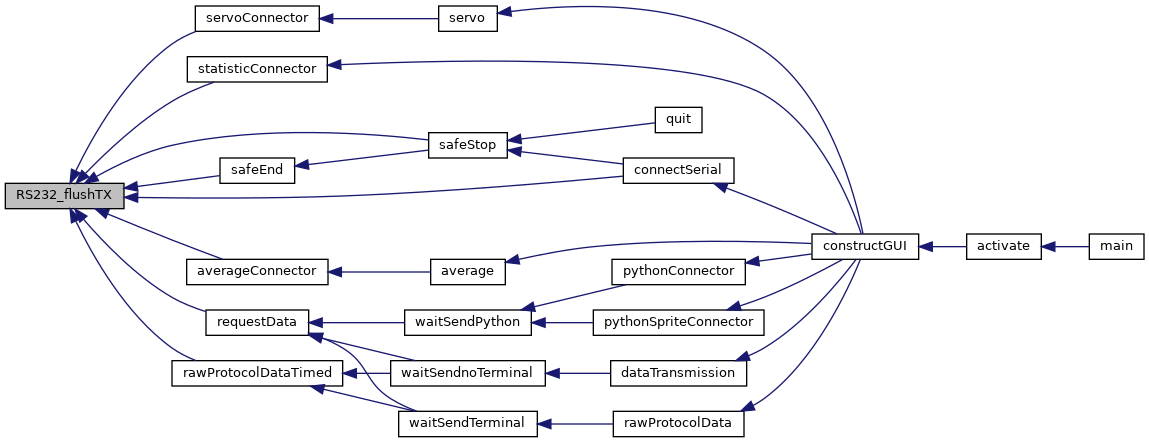 servoConnector
servo
statisticConnector
quit
safeStop
safeEnd
connectSerial
RS232_flushTX
constructGUI
activate
main
averageConnector
average
pythonConnector
requestData
waitSendPython
pythonSpriteConnector
rawProtocolDataTimed
waitSendnoTerminal
dataTransmission
waitSendTerminal
rawProtocolData